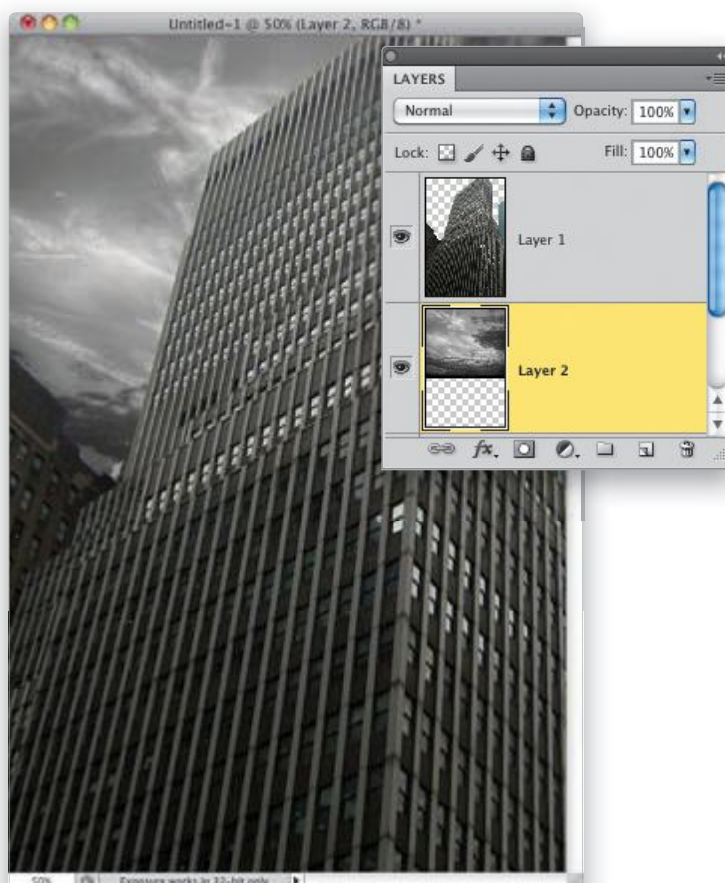 Untitled-1 @ 50% (Layer 2, RGB/8) *
LAYERS
Normal Opacity: 100%
Lock: Fill: 100%
Layer 1
Layer 2
fx.
50% Exposure works in 32-bit only